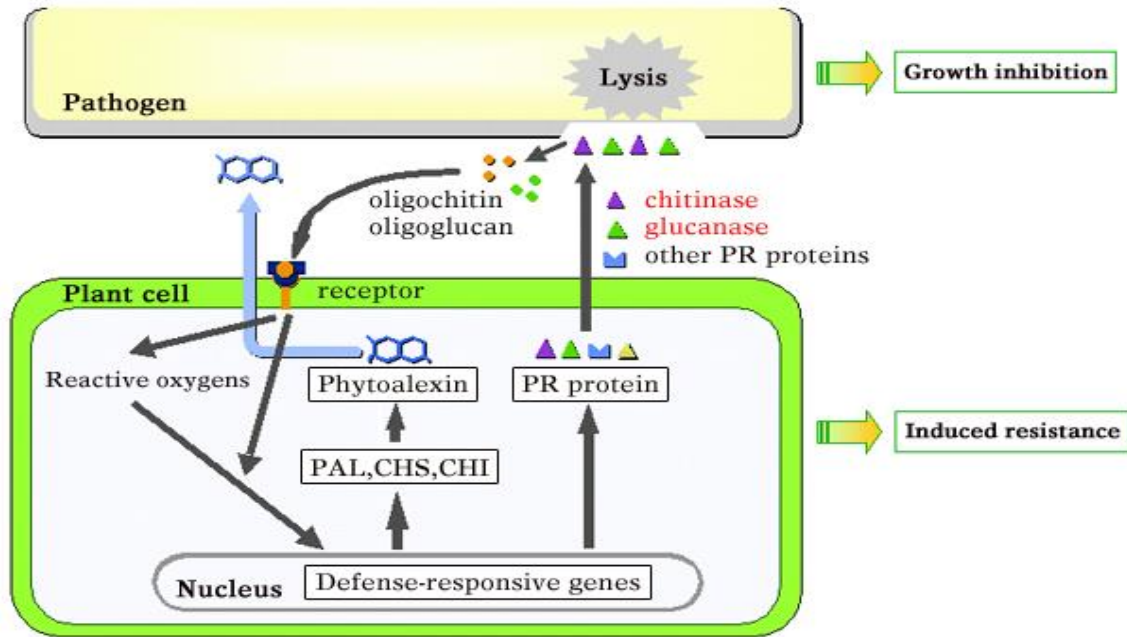 Lysis
Pathogen
Growth inhibition
oligochitin
oligoglucan
chitinase
glucanase
other PR proteins
Plant cell
receptor
Reactive oxygens
Phytoalexin
PR protein
Induced resistance
PAL,CHS,CHI
Nucleus
Defense-responsive genes